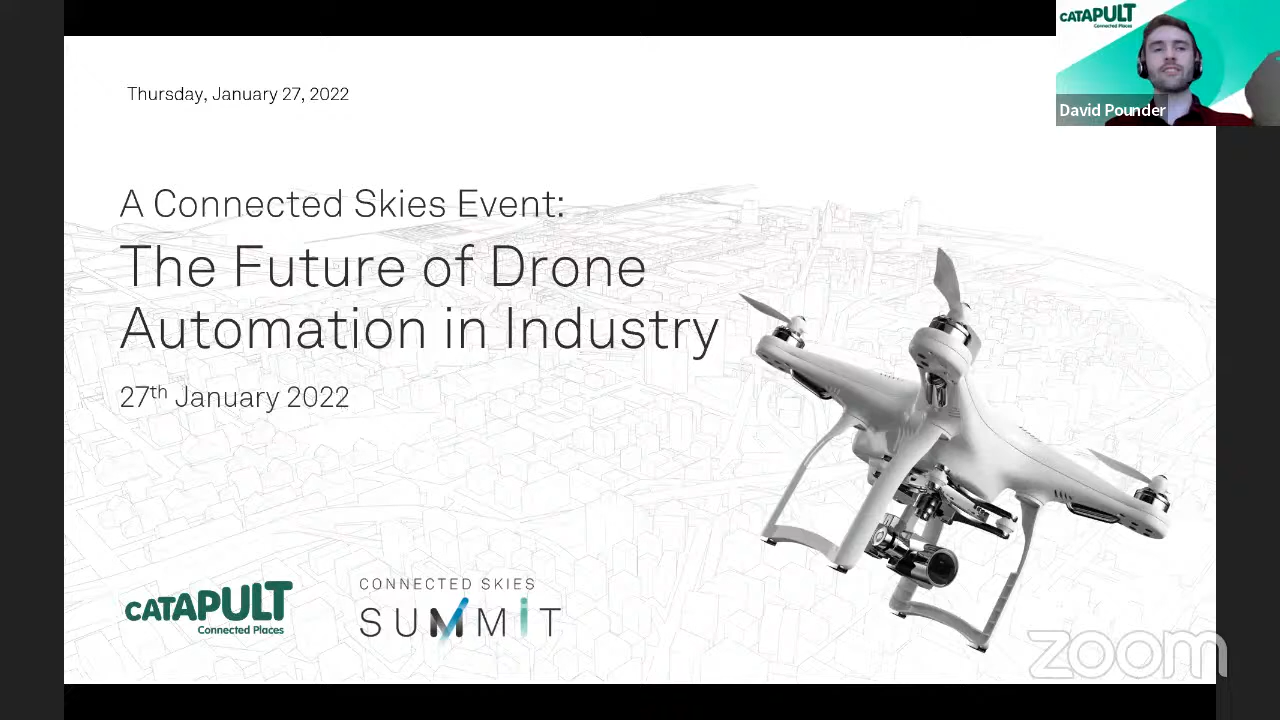 Thursday, January 27, 2022
CATAPULT
Connected Places
David Pounder
A Connected Skies Event:
The Future of Drone
Automation in Industry
27th January 2022
CATAPULT
Connected Places
CONNECTED SKIES
SUMMIT
zoom